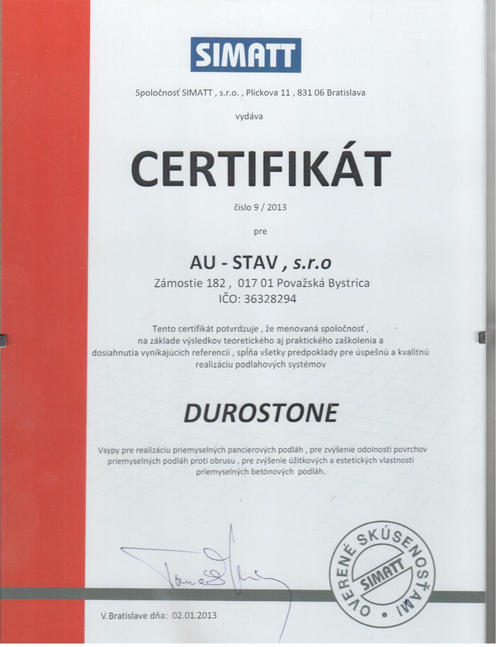 SIMATT
Spoločnosť SIMATT , s.r.o. , Plickova 11 , 831 06 Bratislava
vydáva
CERTIFIKÁT
číslo 9 / 2013
pre
AU - STAV , s.r.o
Zámostie 182 , 017 01 Považská Bystrica
IČO: 36328294
Tento certifikát potvrdzuje , že menovaná spoločnosť ,
na základe výsledkov teoretického aj praktického zaškolenia a
dosiahnutia vynikajúcich referencií , spĺňa všetky predpoklady pre úspešnú a kvalitnú
realizáciu podlahových systémov
DUROSTONE
Vsypy pre realizáciu priemyselných pancierových podláh , pre zvýšenie odolnosti povrchov
priemyselných podláh proti obrusu , pre zvýšenie úžitkových a estetických vlastností
priemyselných betónových podláh.
OVERENÉ SKÚSENOSŤAMI
SIMATT
V.Bratislave dňa: 02.01.2013